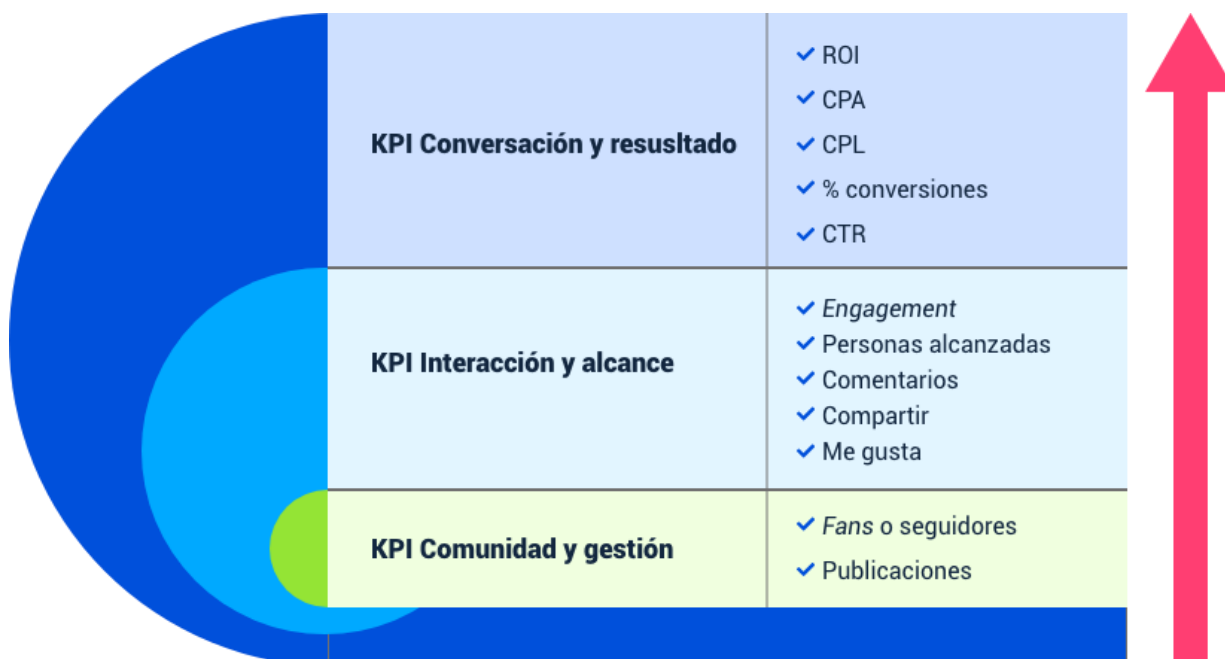 KPI Conversación y resusltado
ROI
CPA
CPL
% conversiones
CTR
KPI Interacción y alcance
Engagement
Personas alcanzadas
Comentarios
Compartir
Me gusta
KPI Comunidad y gestión
Fans o seguidores
Publicaciones